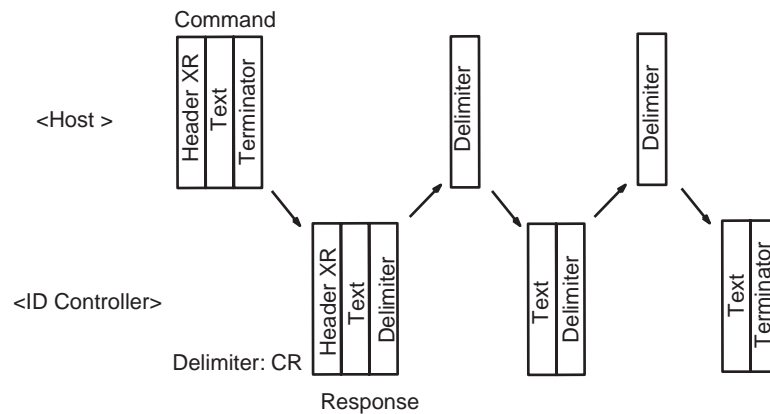 Command
<Host >
Header XR
Text
Terminator
Delimiter
Delimiter
<ID Controller>
Header XR
Text
Delimiter
Text
Delimiter
Text
Terminator
Delimiter: CR
Response